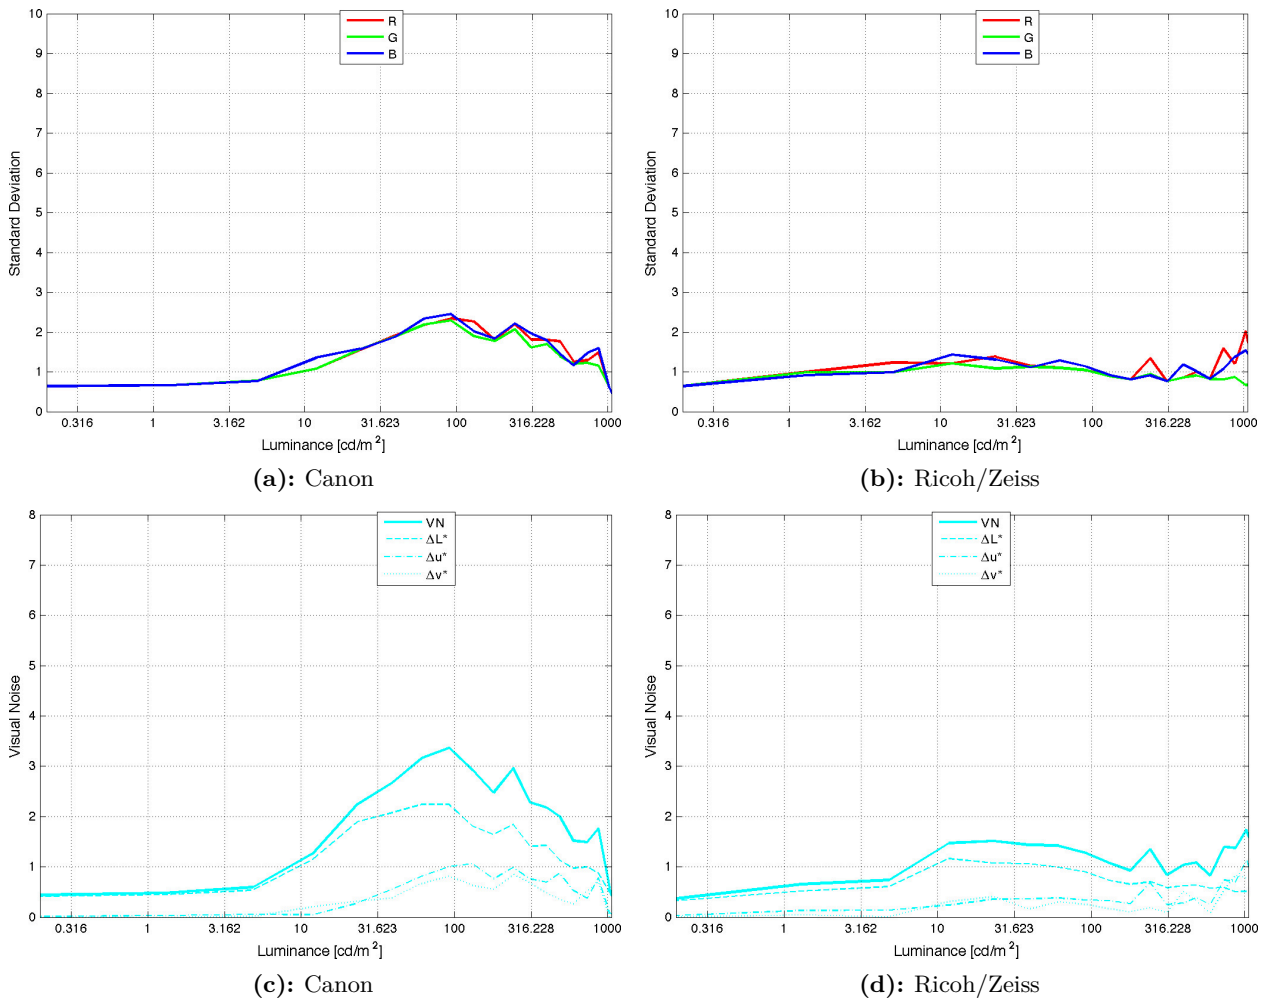 10
9
8
7
6
5
4
3
2
1
0
Standard Deviation
R
G
B
0.316 1 3.162 10 31.623 100 316.228 1000
Luminance [cd/m²]
(a): Canon
10
9
8
7
6
5
4
3
2
1
0
Standard Deviation
R
G
B
0.316 1 3.162 10 31.623 100 316.228 1000
Luminance [cd/m²]
(b): Ricoh/Zeiss
8
7
6
5
4
3
2
1
0
Visual Noise
VN
ΔL*
Δu*
Δv*
0.316 1 3.162 10 31.623 100 316.228 1000
Luminance [cd/m²]
(c): Canon
8
7
6
5
4
3
2
1
0
Visual Noise
VN
ΔL*
Δu*
Δv*
0.316 1 3.162 10 31.623 100 316.228 1000
Luminance [cd/m²]
(d): Ricoh/Zeiss